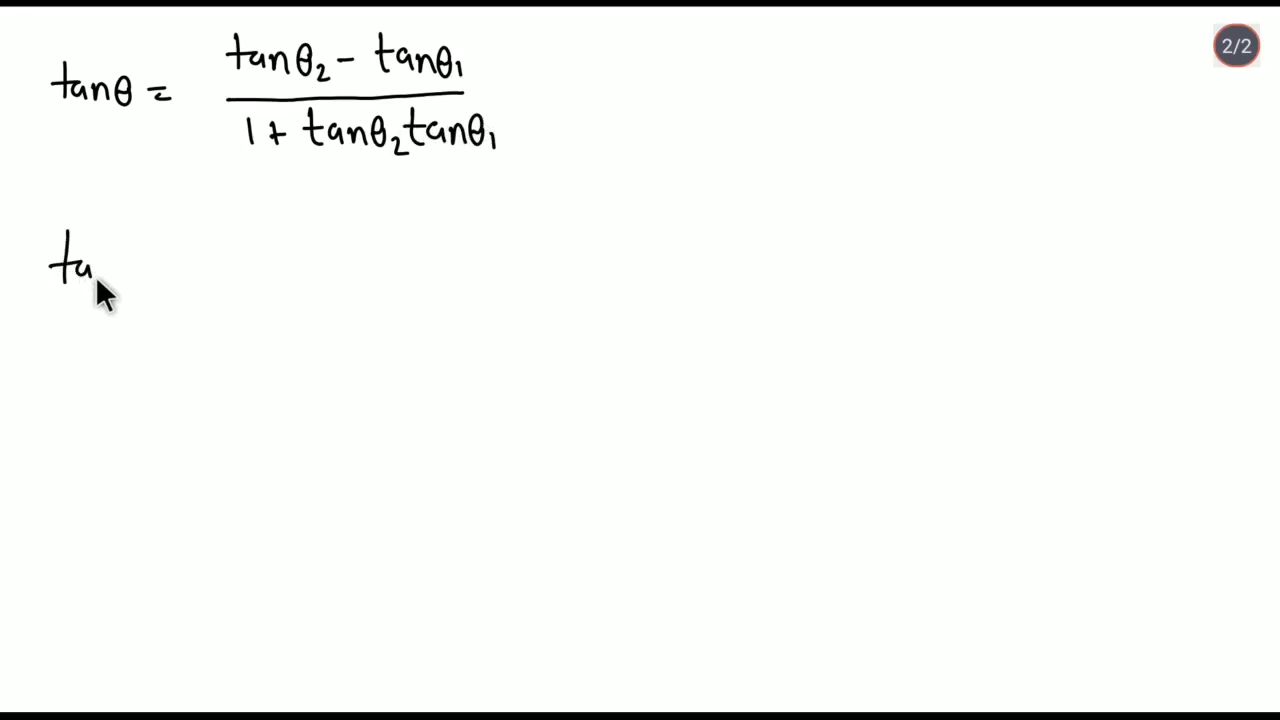 tanθ = (tanθ₂ - tanθ₁) / (1 + tanθ₂tanθ₁)
2/2
ta